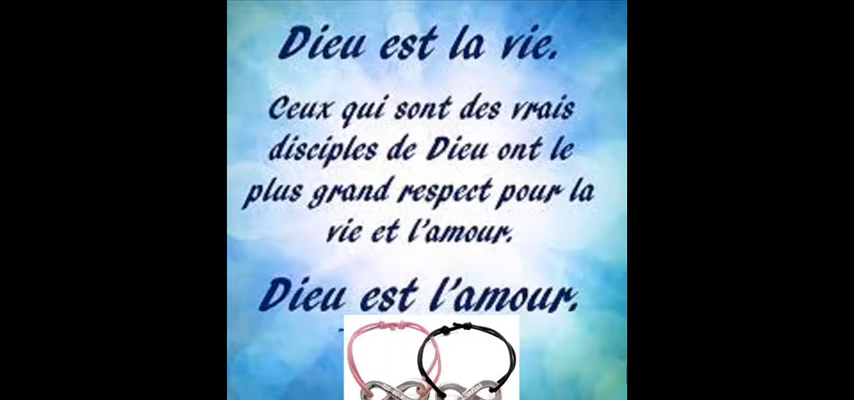 Dieu est la vie.
Ceux qui sont des vrais
disciples de Dieu ont le
plus grand respect pour la
vie et l'amour.
Dieu est l'amour.